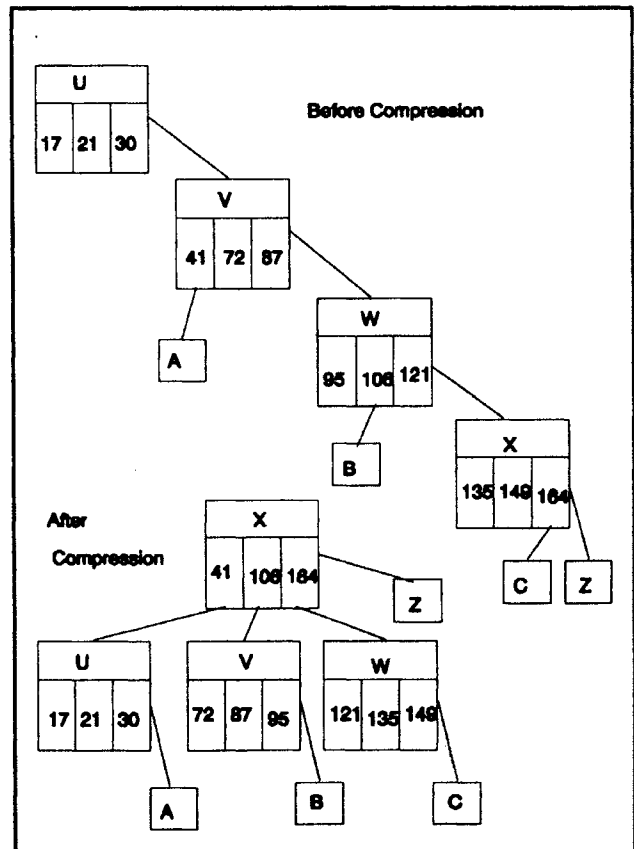 U
Before Compression
17 21 30
V
41 72 87
A
W
95 106 121
B
X
135 149 164
After
Compression
X
41 106 164
C Z
Z
U V W
17 21 30 72 87 95 121 135 149
A B C